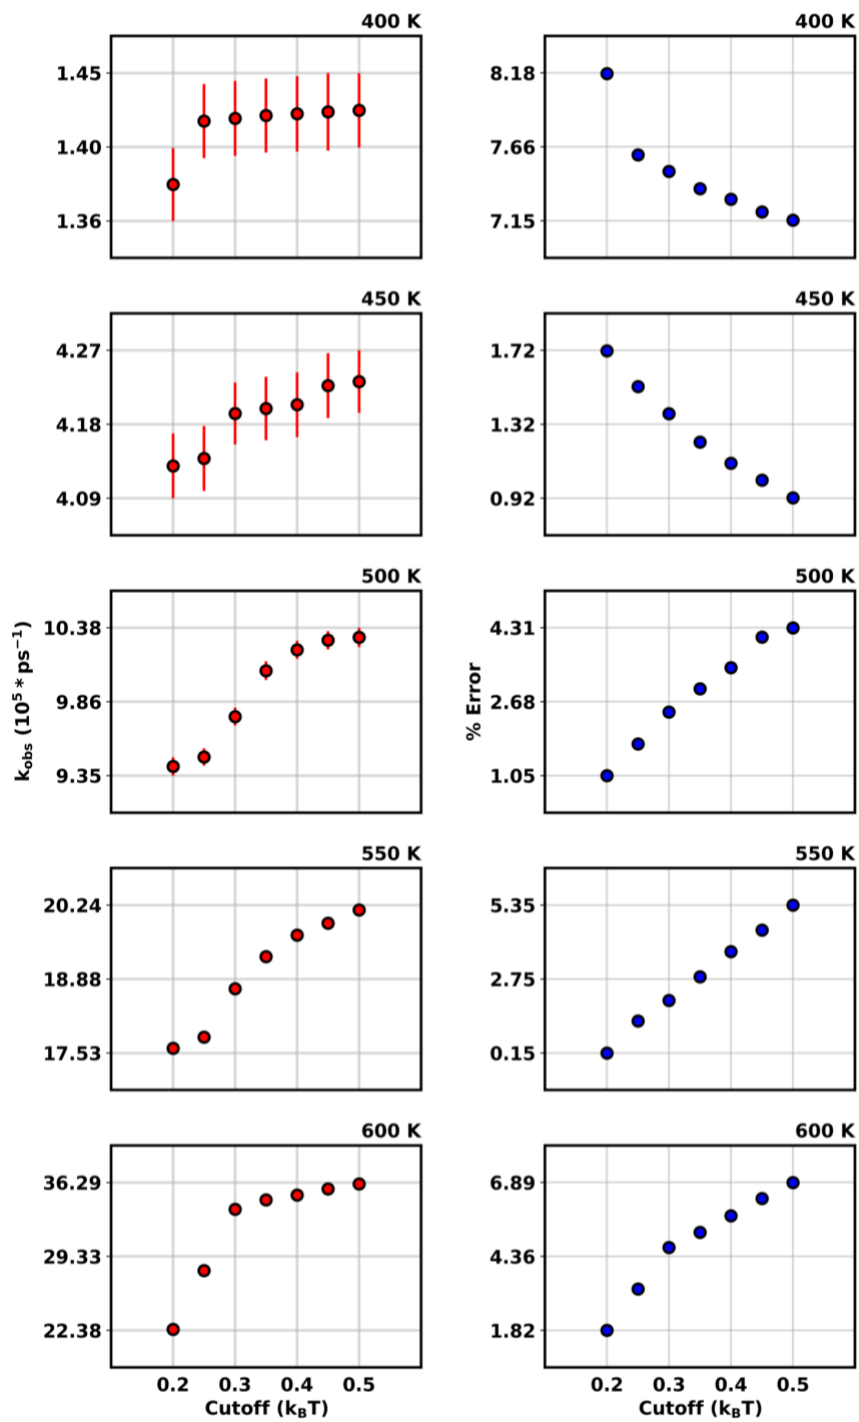 400 K
1.45
1.40
1.36
400 K
8.18
7.66
7.15
450 K
4.27
4.18
4.09
450 K
1.72
1.32
0.92
500 K
10.38
9.86
9.35
k_obs (10^5 * ps^−1)
500 K
4.31
2.68
1.05
% Error
550 K
20.24
18.88
17.53
550 K
5.35
2.75
0.15
600 K
36.29
29.33
22.38
0.2 0.3 0.4 0.5
Cutoff (k_BT)
600 K
6.89
4.36
1.82
0.2 0.3 0.4 0.5
Cutoff (k_BT)